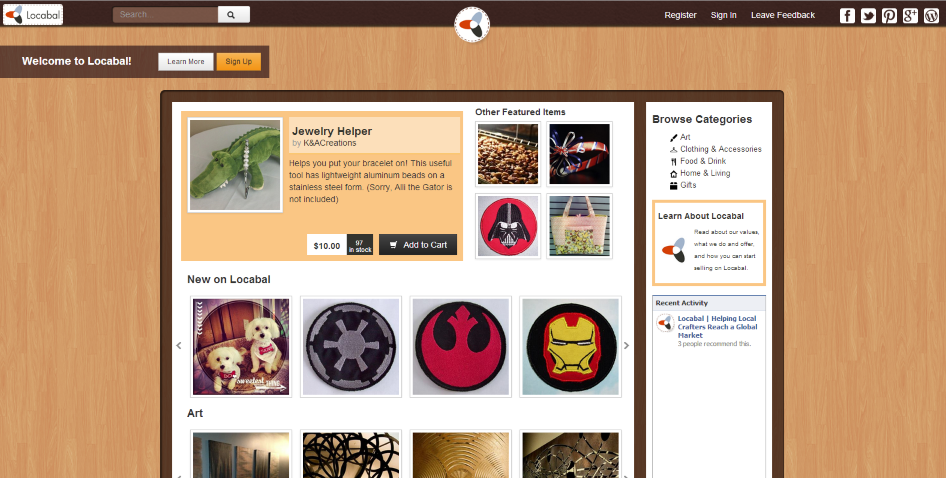 Locabal
Search...
Register
Sign In
Leave Feedback
Welcome to Locabal!
Learn More
Sign Up
Jewelry Helper
by K&ACreations
Helps you put your bracelet on! This useful
tool has lightweight aluminum beads on a
stainless steel form. (Sorry, Alli the Gator is
not included)
$10.00
97
in stock
Add to Cart
Other Featured Items
New on Locabal
sweetest
Art
Browse Categories
Art
Clothing & Accessories
Food & Drink
Home & Living
Gifts
Learn About Locabal
Read about our values,
what we do and offer,
and how you can start
selling on Locabal.
Recent Activity
Locabal | Helping Local
Crafters Reach a Global
Market
3 people recommend this.